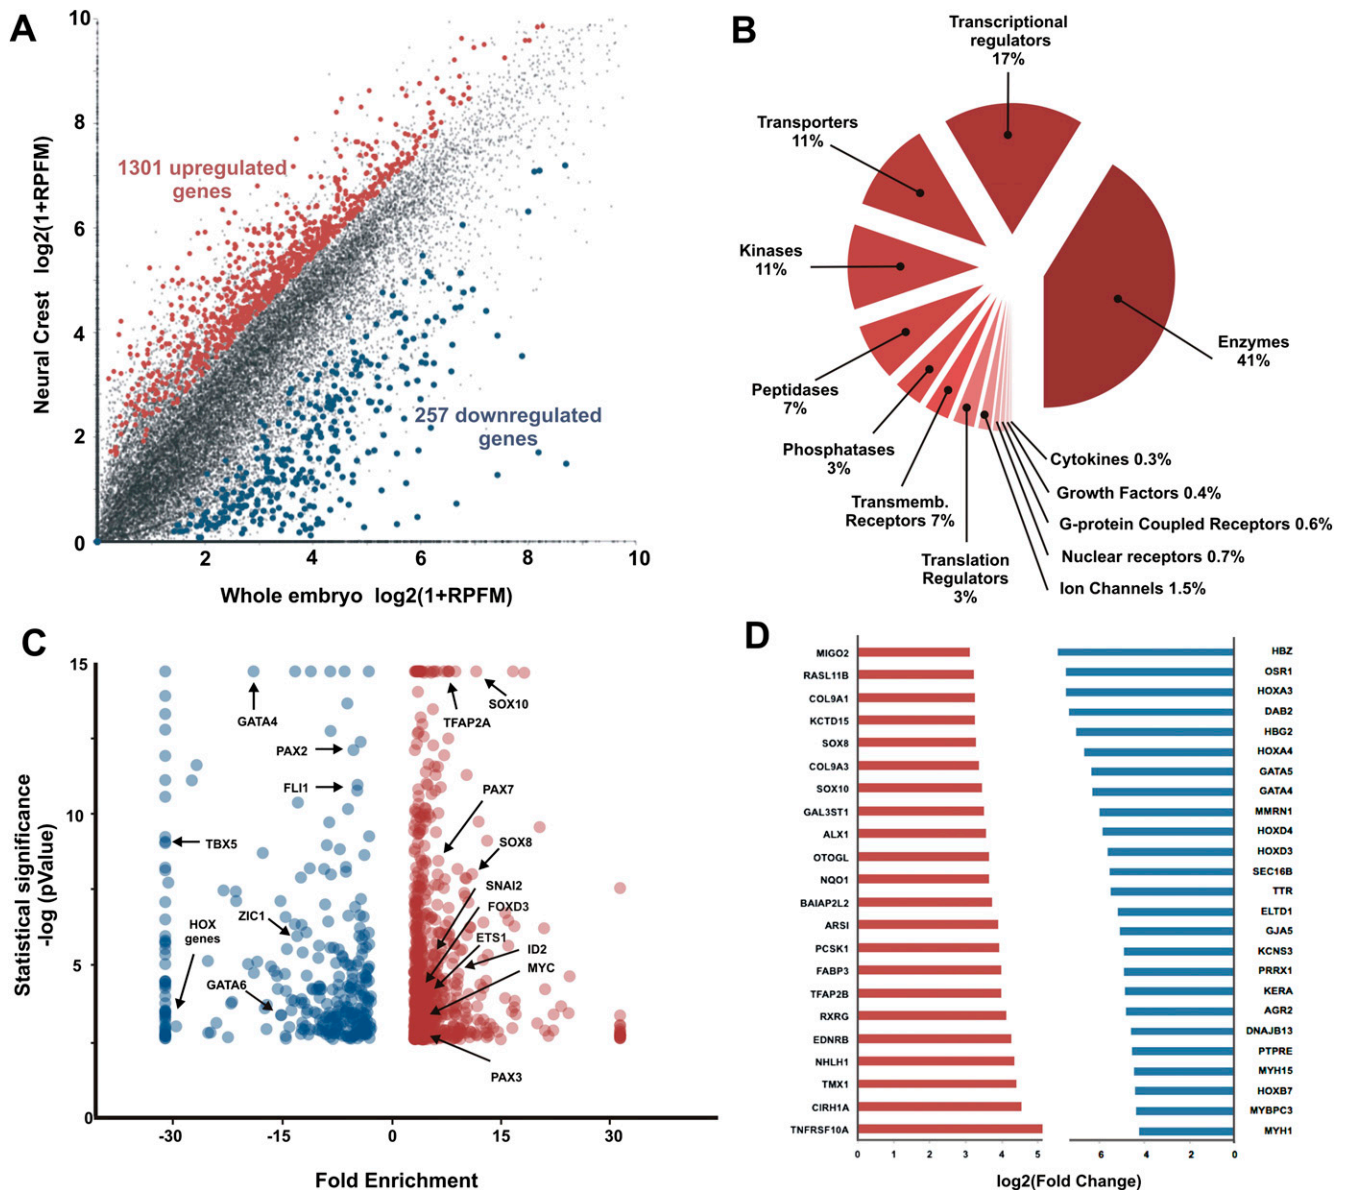 A
10
8
6
4
2
0
2
4
6
8
10
Neural Crest log2(1+RPFM)
Whole embryo log2(1+RPFM)
1301 upregulated
genes
257 downregulated
genes
B
Transcriptional
regulators
17%
Transporters
11%
Kinases
11%
Peptidases
7%
Phosphatases
3%
Transmemb.
Receptors 7%
Translation
Regulators
3%
Enzymes
41%
Cytokines 0.3%
Growth Factors 0.4%
G-protein Coupled Receptors 0.6%
Nuclear receptors 0.7%
Ion Channels 1.5%
C
15
10
5
0
-30
-15
0
15
30
Statistical significance
-log (pValue)
Fold Enrichment
GATA4
PAX2
FLI1
TBX5
HOX
genes
ZIC1
GATA6
TFAP2A
SOX10
PAX7
SOX8
SNAI2
FOXD3
ETS1
ID2
MYC
PAX3
D
MIGO2
RASL11B
COL9A1
KCTD15
SOX8
COL9A3
SOX10
GAL3ST1
ALX1
OTOGL
NQO1
BAIAP2L2
ARSI
PCSK1
FABP3
TFAP2B
RXRG
EDNRB
NHLH1
TMX1
CIRH1A
TNFRSF10A
0
1
2
3
4
5
HBZ
OSR1
HOXA3
DAB2
HBG2
HOXA4
GATA5
GATA4
MMRN1
HOXD4
HOXD3
SEC16B
TTR
ELTD1
GJA5
KCNS3
PRRX1
KERA
AGR2
DNAJB13
PTPRE
MYH15
HOXB7
MYBPC3
MYH1
6
4
2
0
log2(Fold Change)